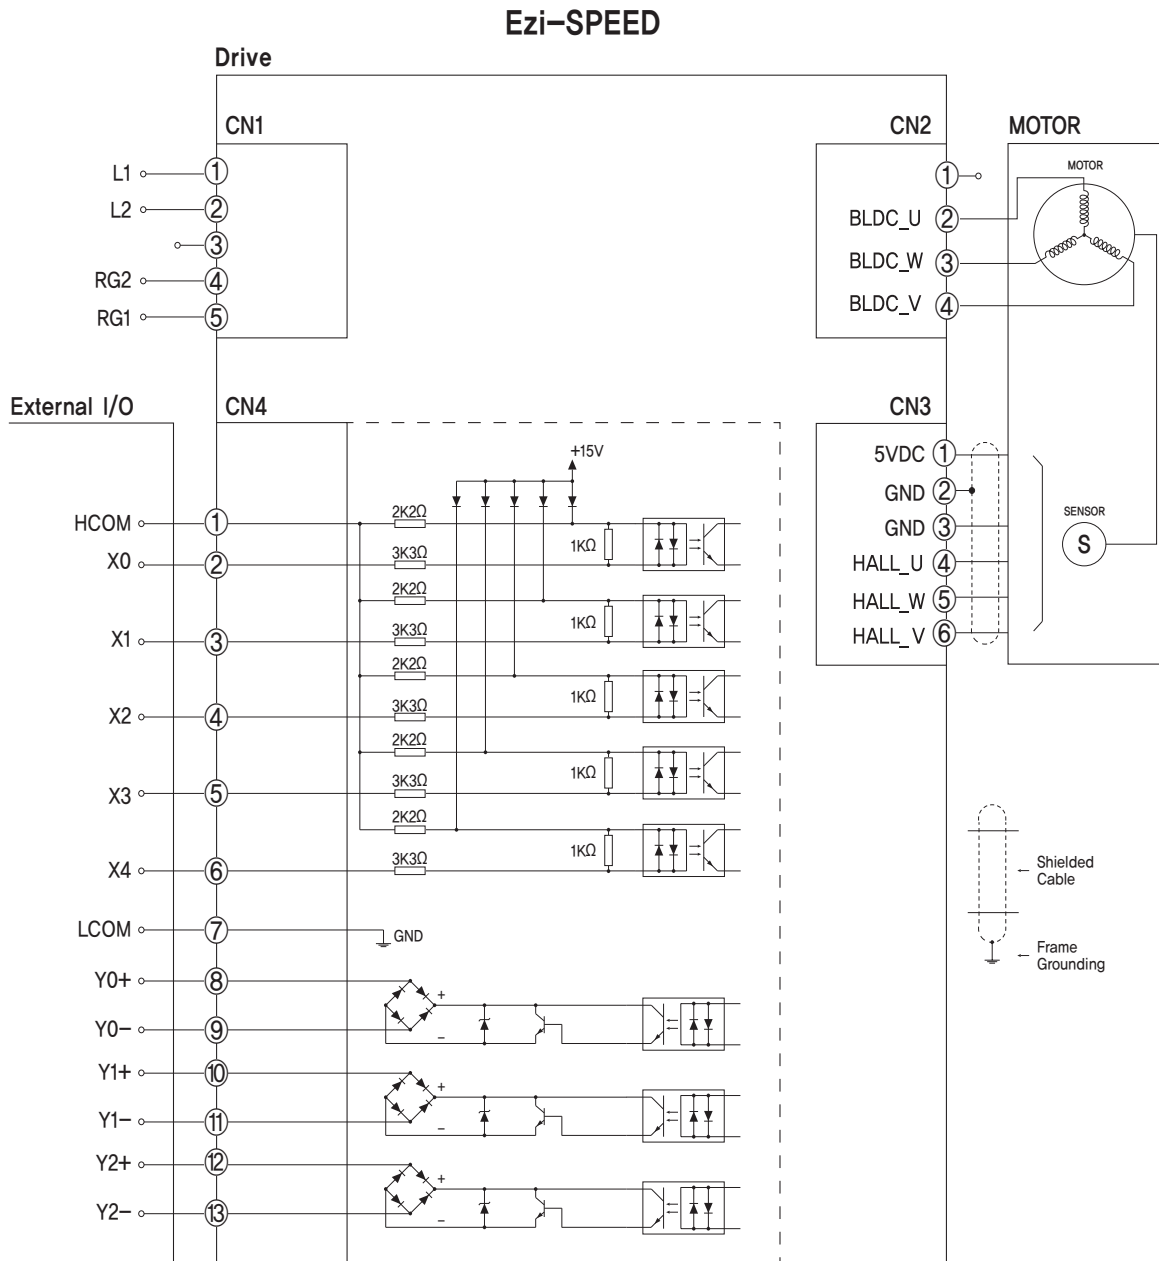 Ezi-SPEED
Drive
CN1
L1 1
L2 2
3
RG2 4
RG1 5
CN2
1
BLDC_U 2
BLDC_W 3
BLDC_V 4
MOTOR
MOTOR
SENSOR
S
External I/O
CN4
+15V
HCOM 1 2K2Ω
1KΩ
X0 2 3K3Ω
2K2Ω
1KΩ
X1 3 3K3Ω
2K2Ω
1KΩ
X2 4 3K3Ω
2K2Ω
1KΩ
X3 5 3K3Ω
2K2Ω
1KΩ
X4 6 3K3Ω
LCOM 7 GND
Y0+ 8
+
Y0- 9 -
Y1+ 10
+
Y1- 11 -
Y2+ 12
+
Y2- 13 -
CN3
5VDC 1
GND 2
GND 3
HALL_U 4
HALL_W 5
HALL_V 6
Shielded
Cable
Frame
Grounding